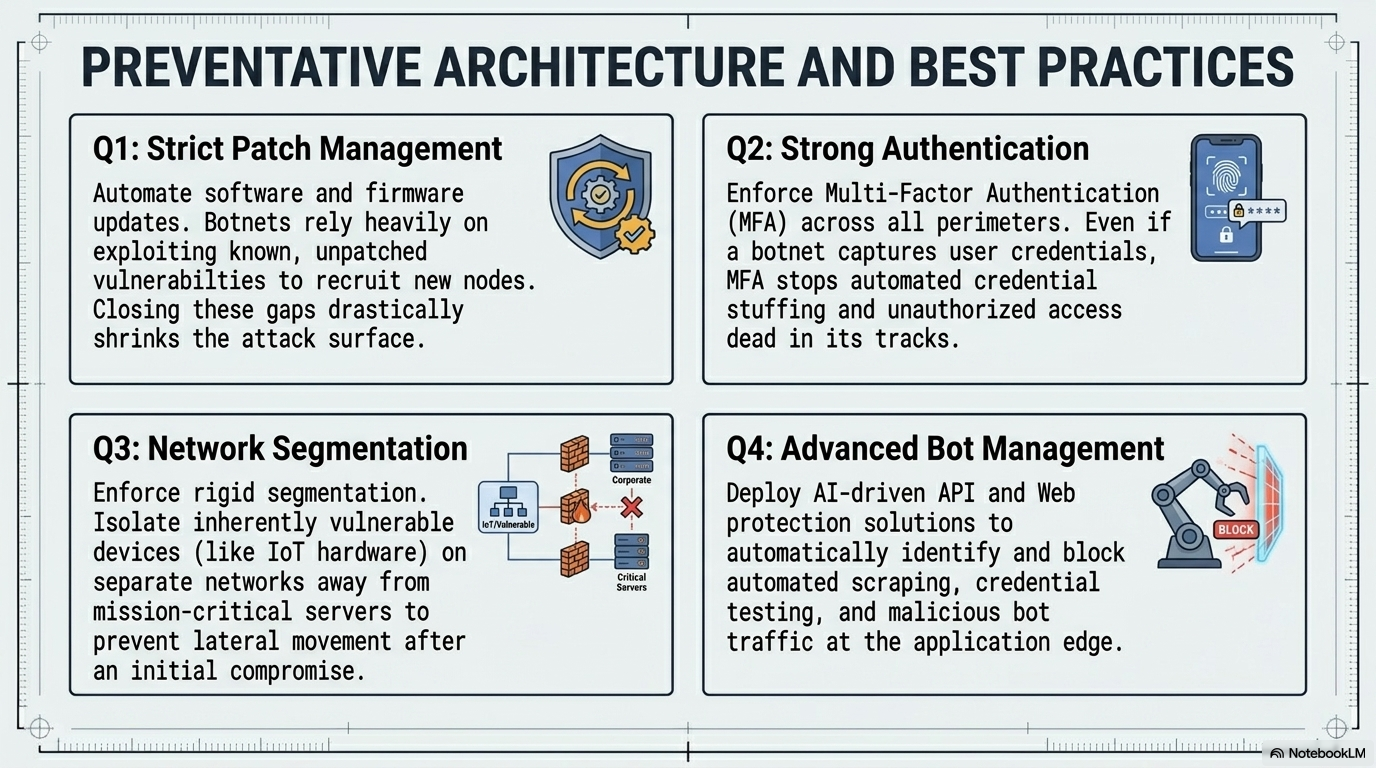 PREVENTATIVE ARCHITECTURE AND BEST PRACTICES
Q1: Strict Patch Management
Automate software and firmware
updates. Botnets rely heavily on
exploiting known, unpatched
vulnerabilties to recruit new nodes.
Closing these gaps drastically
shrinks the attack surface.
Q2: Strong Authentication
Enforce Multi-Factor Authentication
(MFA) across all perimeters. Even if
a botnet captures user credentials,
MFA stops automated credential
stuffing and unauthorized access
dead in its tracks.
****
Q3: Network Segmentation
Enforce rigid segmentation.
Isolate inherently vulnerable
devices (like IoT hardware) on
separate networks away from
mission-critical servers to
prevent lateral movement after
an initial compromise.
IoT/Vulnerable
Corporate
Critical
Servers
Q4: Advanced Bot Management
Deploy AI-driven API and Web
protection solutions to
automatically identify and block
automated scraping, credential
testing, and malicious bot
traffic at the application edge.
BLOCK
NotebookLM